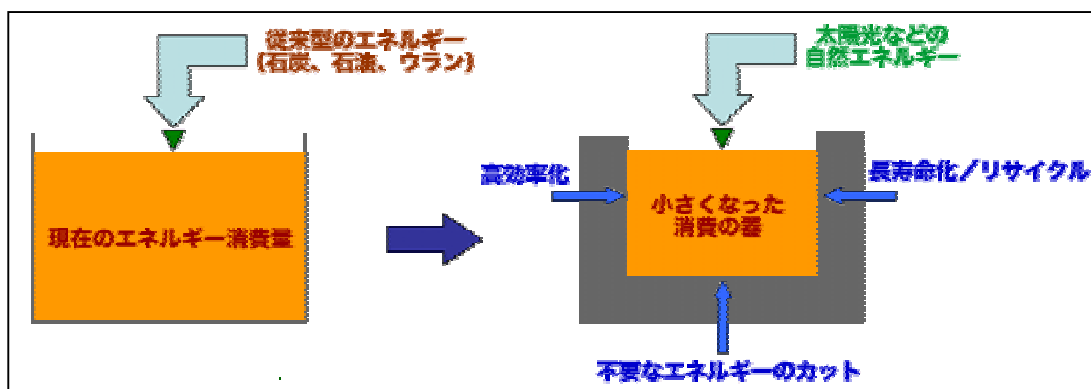 従来型のエネルギー
(石炭、石油、ウラン)
現在のエネルギー消費量
太陽光などの
自然エネルギー
高効率化
長寿命化／リサイクル
小さくなった
消費の器
不要なエネルギーのカット